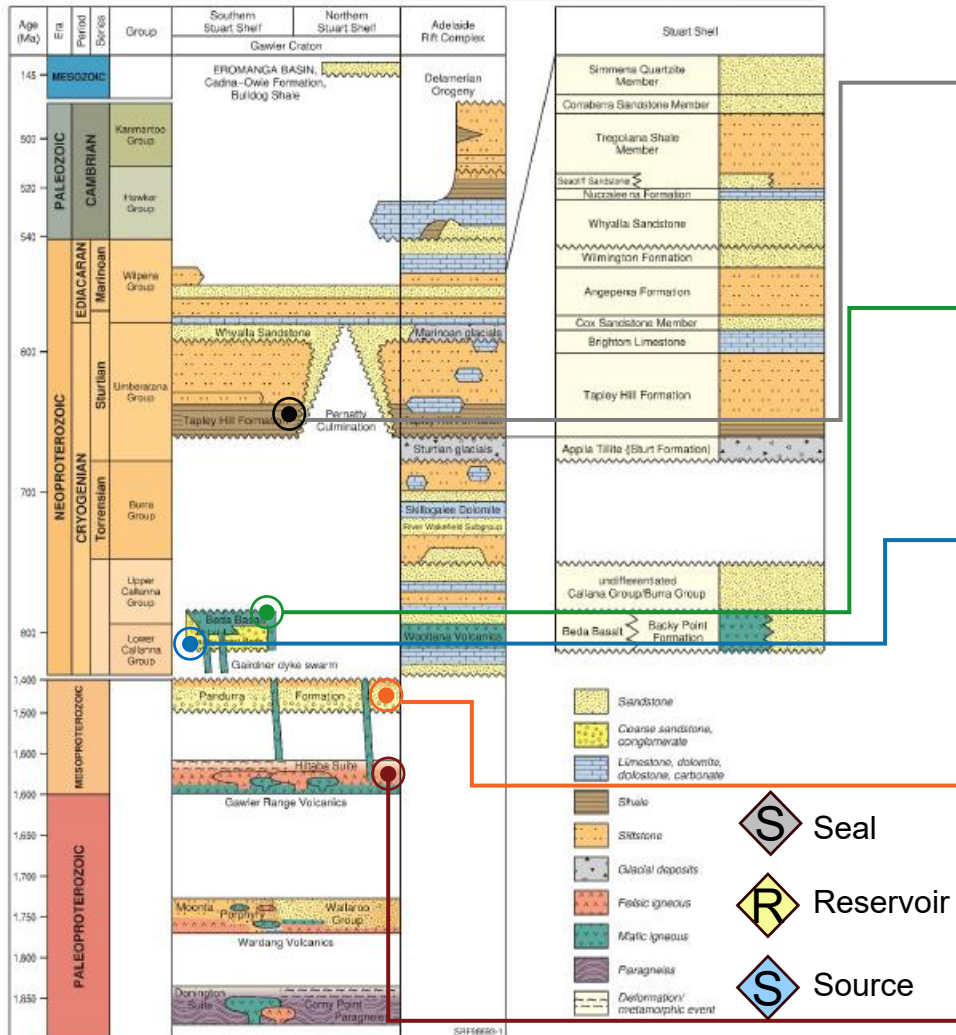 Age
(Ma)
Era
Period
Series
Group
Southern
Stuart Shelf
Northern
Stuart Shelf
Gawler Craton
Adelaide
Rift Complex
Stuart Shelf
145
MESOZOIC
EROMANGA BASIN,
Cadna-Owie Formation,
Bulldog Shale
Delamerian
Orogeny
500
520
540
PALEOZOIC
CAMBRIAN
Kanmantoo
Group
Hawker
Group
600
700
800
NEOPROTEROZOIC
EDIACARAN
CRYOGENIAN
Marinoan
Sturtian
Torrensian
Wilpena
Group
Umberatana
Group
Burra
Group
Upper
Callanna
Group
Lower
Callanna
Group
Whyalla Sandstone
Tapley Hill Formation
Pernatty
Culmination
Marinoan glacials
Tapley Hill Formation
Sturtian glacials
Skillogalee Dolomite
River Wakefield Subgroup
Wooltana Volcanics
Beda Basalt
Gairdner dyke swarm
1,400
1,500
1,600
1,650
1,700
1,750
1,800
1,850
MESOPROTEROZOIC
PALEOPROTEROZOIC
Pandurra
Formation
Hiltaba Suite
Gawler Range Volcanics
Moonta
Porphyry
Wallaroo
Group
Wardang Volcanics
Donington
Suite
Corny Point
Paragneiss
Simmens Quartzite
Member
Corraberra Sandstone Member
Tregolana Shale
Member
Seacliff Sandstone
Nuccaleena Formation
Whyalla Sandstone
Wilmington Formation
Angepena Formation
Cox Sandstone Member
Brighton Limestone
Tapley Hill Formation
Appila Tillite (Sturt Formation)
undifferentiated
Callana Group/Burra Group
Beda Basalt
Backy Point
Formation
Sandstone
Coarse sandstone,
conglomerate
Limestone, dolomite,
dolostone, carbonate
Shale
Siltstone
Glacial deposits
Felsic igneous
Mafic igneous
Paragneiss
Deformation/
metamorphic event
S Seal
R Reservoir
S Source